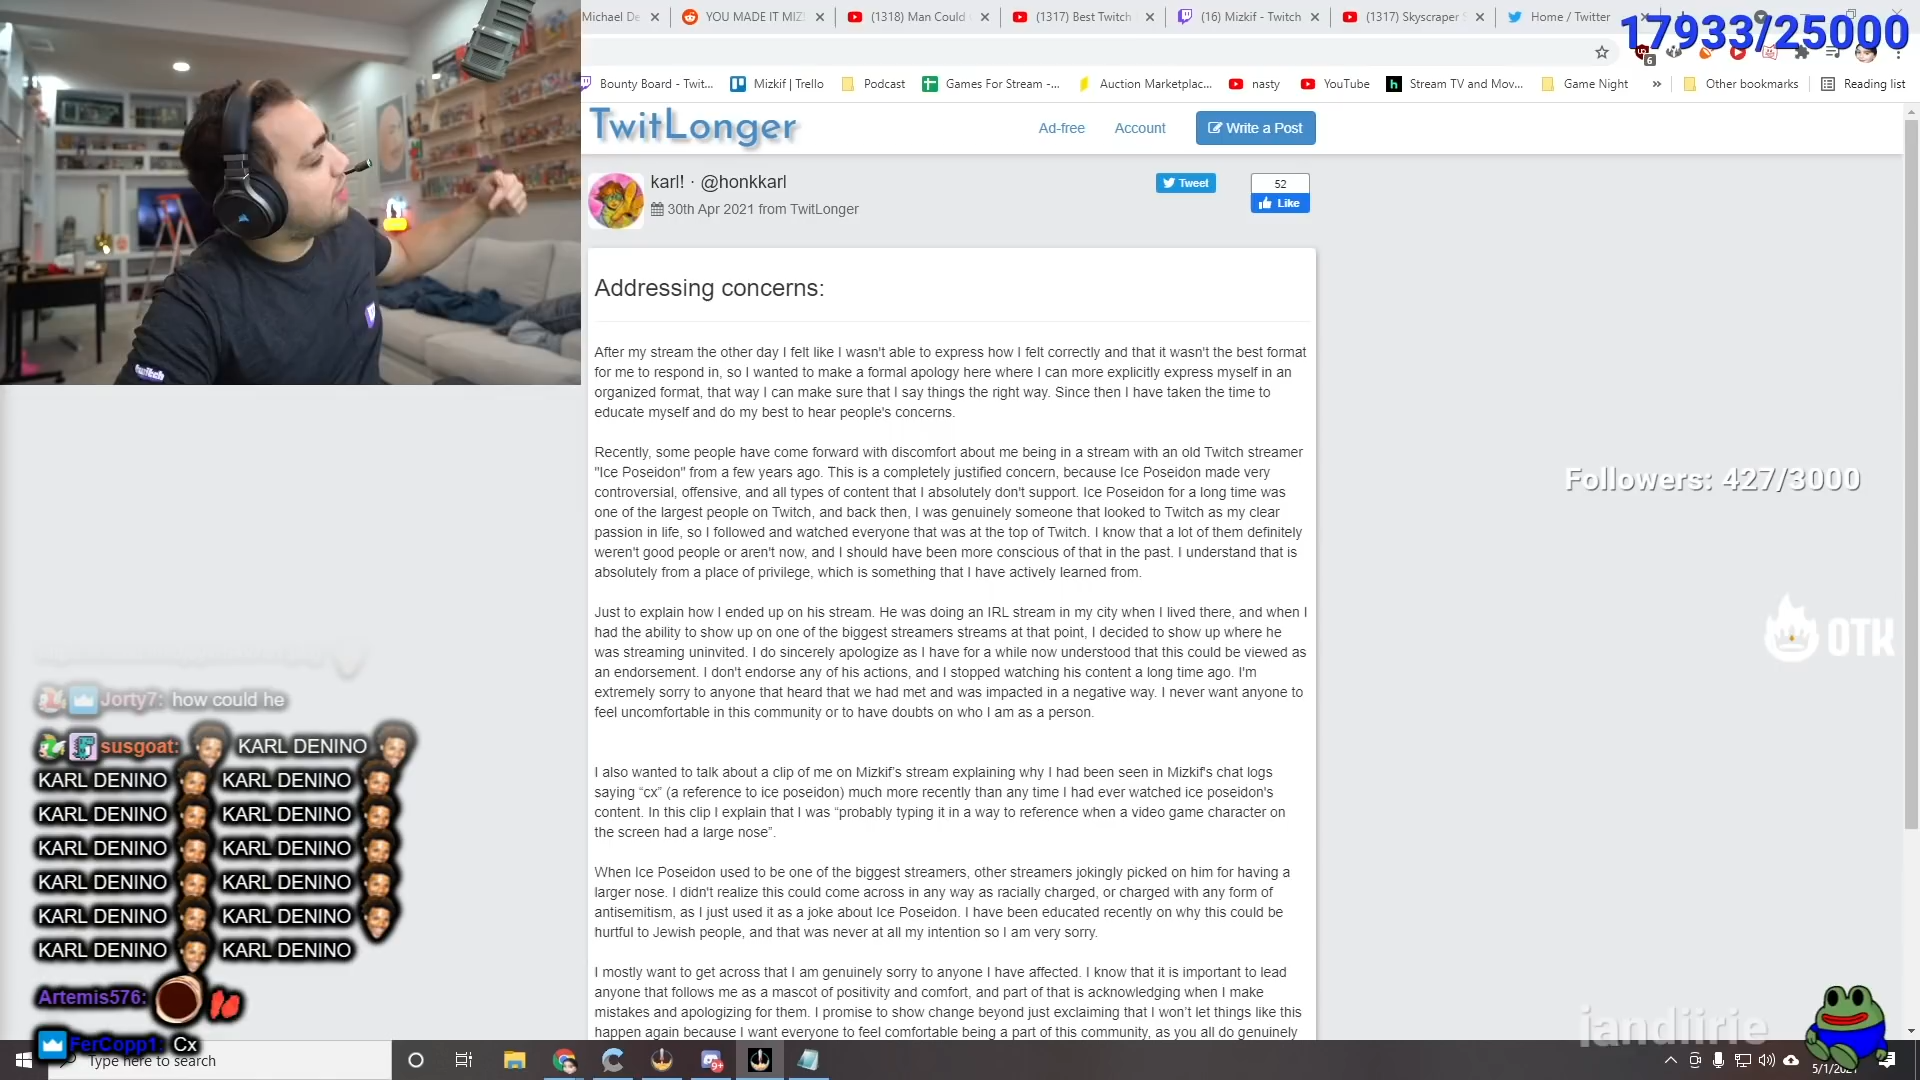 Michael De
YOU MADE IT MIZ
(1318) Man Could
(1317) Best Twitch
(16) Mizkif - Twitch
(1317) Skyscraper S
Home / Twitter
17933/25000
6
Bounty Board - Twit...
Mizkif | Trello
Podcast
Games For Stream -...
Auction Marketplac...
nasty
YouTube
Stream TV and Mov...
Game Night
»
Other bookmarks
Reading list
TwitLonger
Ad-free
Account
Write a Post
karl! · @honkkarl
30th Apr 2021 from TwitLonger
Tweet
52
Like
Addressing concerns:
After my stream the other day I felt like I wasn't able to express how I felt correctly and that it wasn't the best format
for me to respond in, so I wanted to make a formal apology here where I can more explicitly express myself in an
organized format, that way I can make sure that I say things the right way. Since then I have taken the time to
educate myself and do my best to hear people's concerns.
Recently, some people have come forward with discomfort about me being in a stream with an old Twitch streamer
"Ice Poseidon" from a few years ago. This is a completely justified concern, because Ice Poseidon made very
controversial, offensive, and all types of content that I absolutely don't support. Ice Poseidon for a long time was
one of the largest people on Twitch, and back then, I was genuinely someone that looked to Twitch as my clear
passion in life, so I followed and watched everyone that was at the top of Twitch. I know that a lot of them definitely
weren't good people or aren't now, and I should have been more conscious of that in the past. I understand that is
absolutely from a place of privilege, which is something that I have actively learned from.
Just to explain how I ended up on his stream. He was doing an IRL stream in my city when I lived there, and when I
had the ability to show up on one of the biggest streamers streams at that point, I decided to show up where he
was streaming uninvited. I do sincerely apologize as I have for a while now understood that this could be viewed as
an endorsement. I don't endorse any of his actions, and I stopped watching his content a long time ago. I'm
extremely sorry to anyone that heard that we had met and was impacted in a negative way. I never want anyone to
feel uncomfortable in this community or to have doubts on who I am as a person.
I also wanted to talk about a clip of me on Mizkif's stream explaining why I had been seen in Mizkif's chat logs
saying “cx” (a reference to ice poseidon) much more recently than any time I had ever watched ice poseidon's
content. In this clip I explain that I was “probably typing it in a way to reference when a video game character on
the screen had a large nose”.
When Ice Poseidon used to be one of the biggest streamers, other streamers jokingly picked on him for having a
larger nose. I didn't realize this could come across in any way as racially charged, or charged with any form of
antisemitism, as I just used it as a joke about Ice Poseidon. I have been educated recently on why this could be
hurtful to Jewish people, and that was never at all my intention so I am very sorry.
I mostly want to get across that I am genuinely sorry to anyone I have affected. I know that it is important to lead
anyone that follows me as a mascot of positivity and comfort, and part of that is acknowledging when I make
mistakes and apologizing for them. I promise to show change beyond just exclaiming that I won't let things like this
happen again because I want everyone to feel comfortable being a part of this community, as you all do genuinely
Followers: 427/3000
OTK
iandiirie
twitch
Jorty7: how could he
susgoat: KARL DENINO
KARL DENINO KARL DENINO
KARL DENINO KARL DENINO
KARL DENINO KARL DENINO
KARL DENINO KARL DENINO
KARL DENINO KARL DENINO
KARL DENINO KARL DENINO
Artemis576:
FerCopp1: Cx
Type here to search
9+